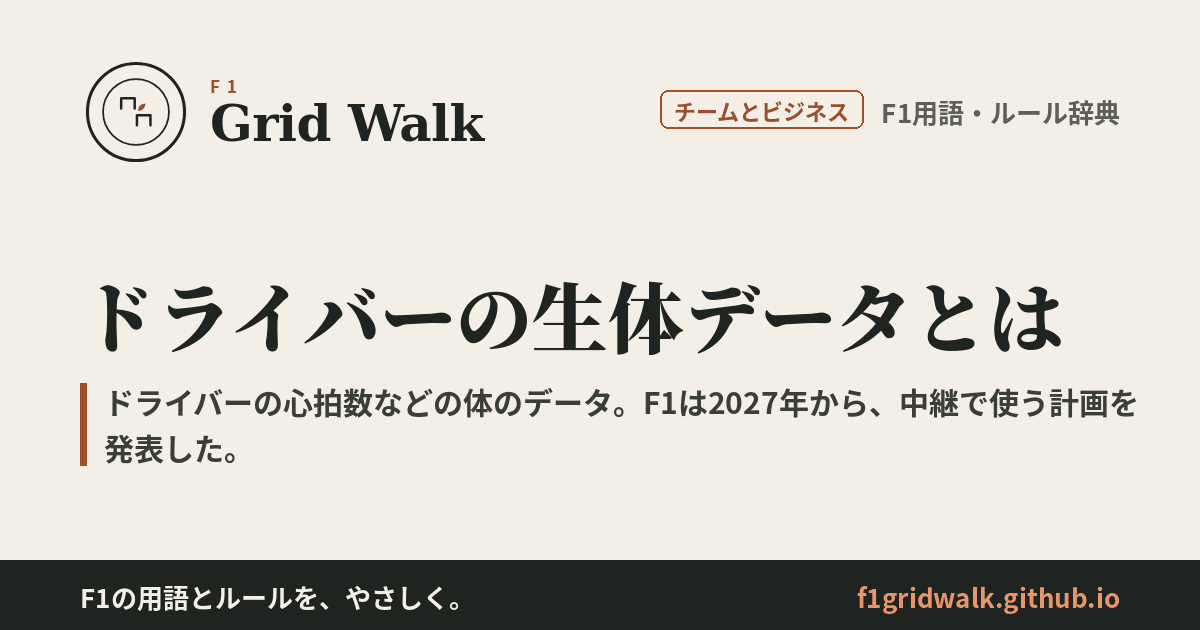 F1
Grid Walk
チームとビジネス
F1用語・ルール辞典
ドライバーの生体データとは
ドライバーの心拍数などの体のデータ。F1は2027年から、中継で使う計画を
発表した。
F1の用語とルールを、やさしく。
f1gridwalk.github.io